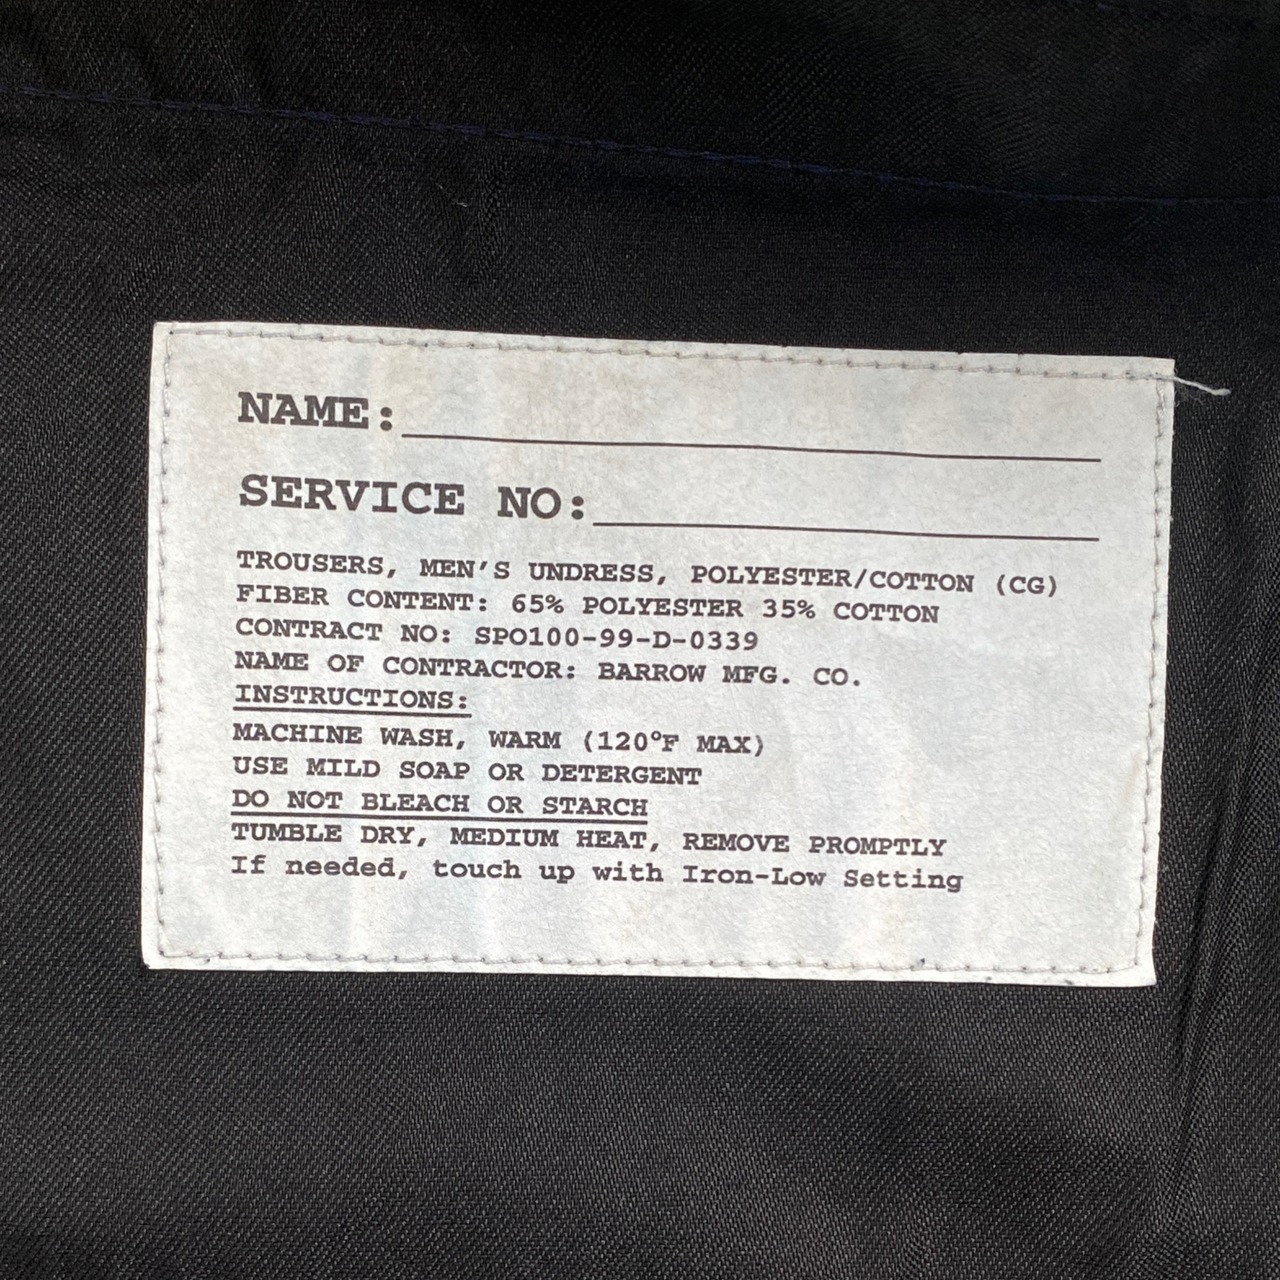 NAME:
SERVICE NO:
TROUSERS, MEN'S UNDRESS, POLYESTER/COTTON (CG)
FIBER CONTENT: 65% POLYESTER 35% COTTON
CONTRACT NO: SPO100-99-D-0339
NAME OF CONTRACTOR: BARROW MFG. CO.
INSTRUCTIONS:
MACHINE WASH, WARM (120°F MAX)
USE MILD SOAP OR DETERGENT
DO NOT BLEACH OR STARCH
TUMBLE DRY, MEDIUM HEAT, REMOVE PROMPTLY
If needed, touch up with Iron-Low Setting